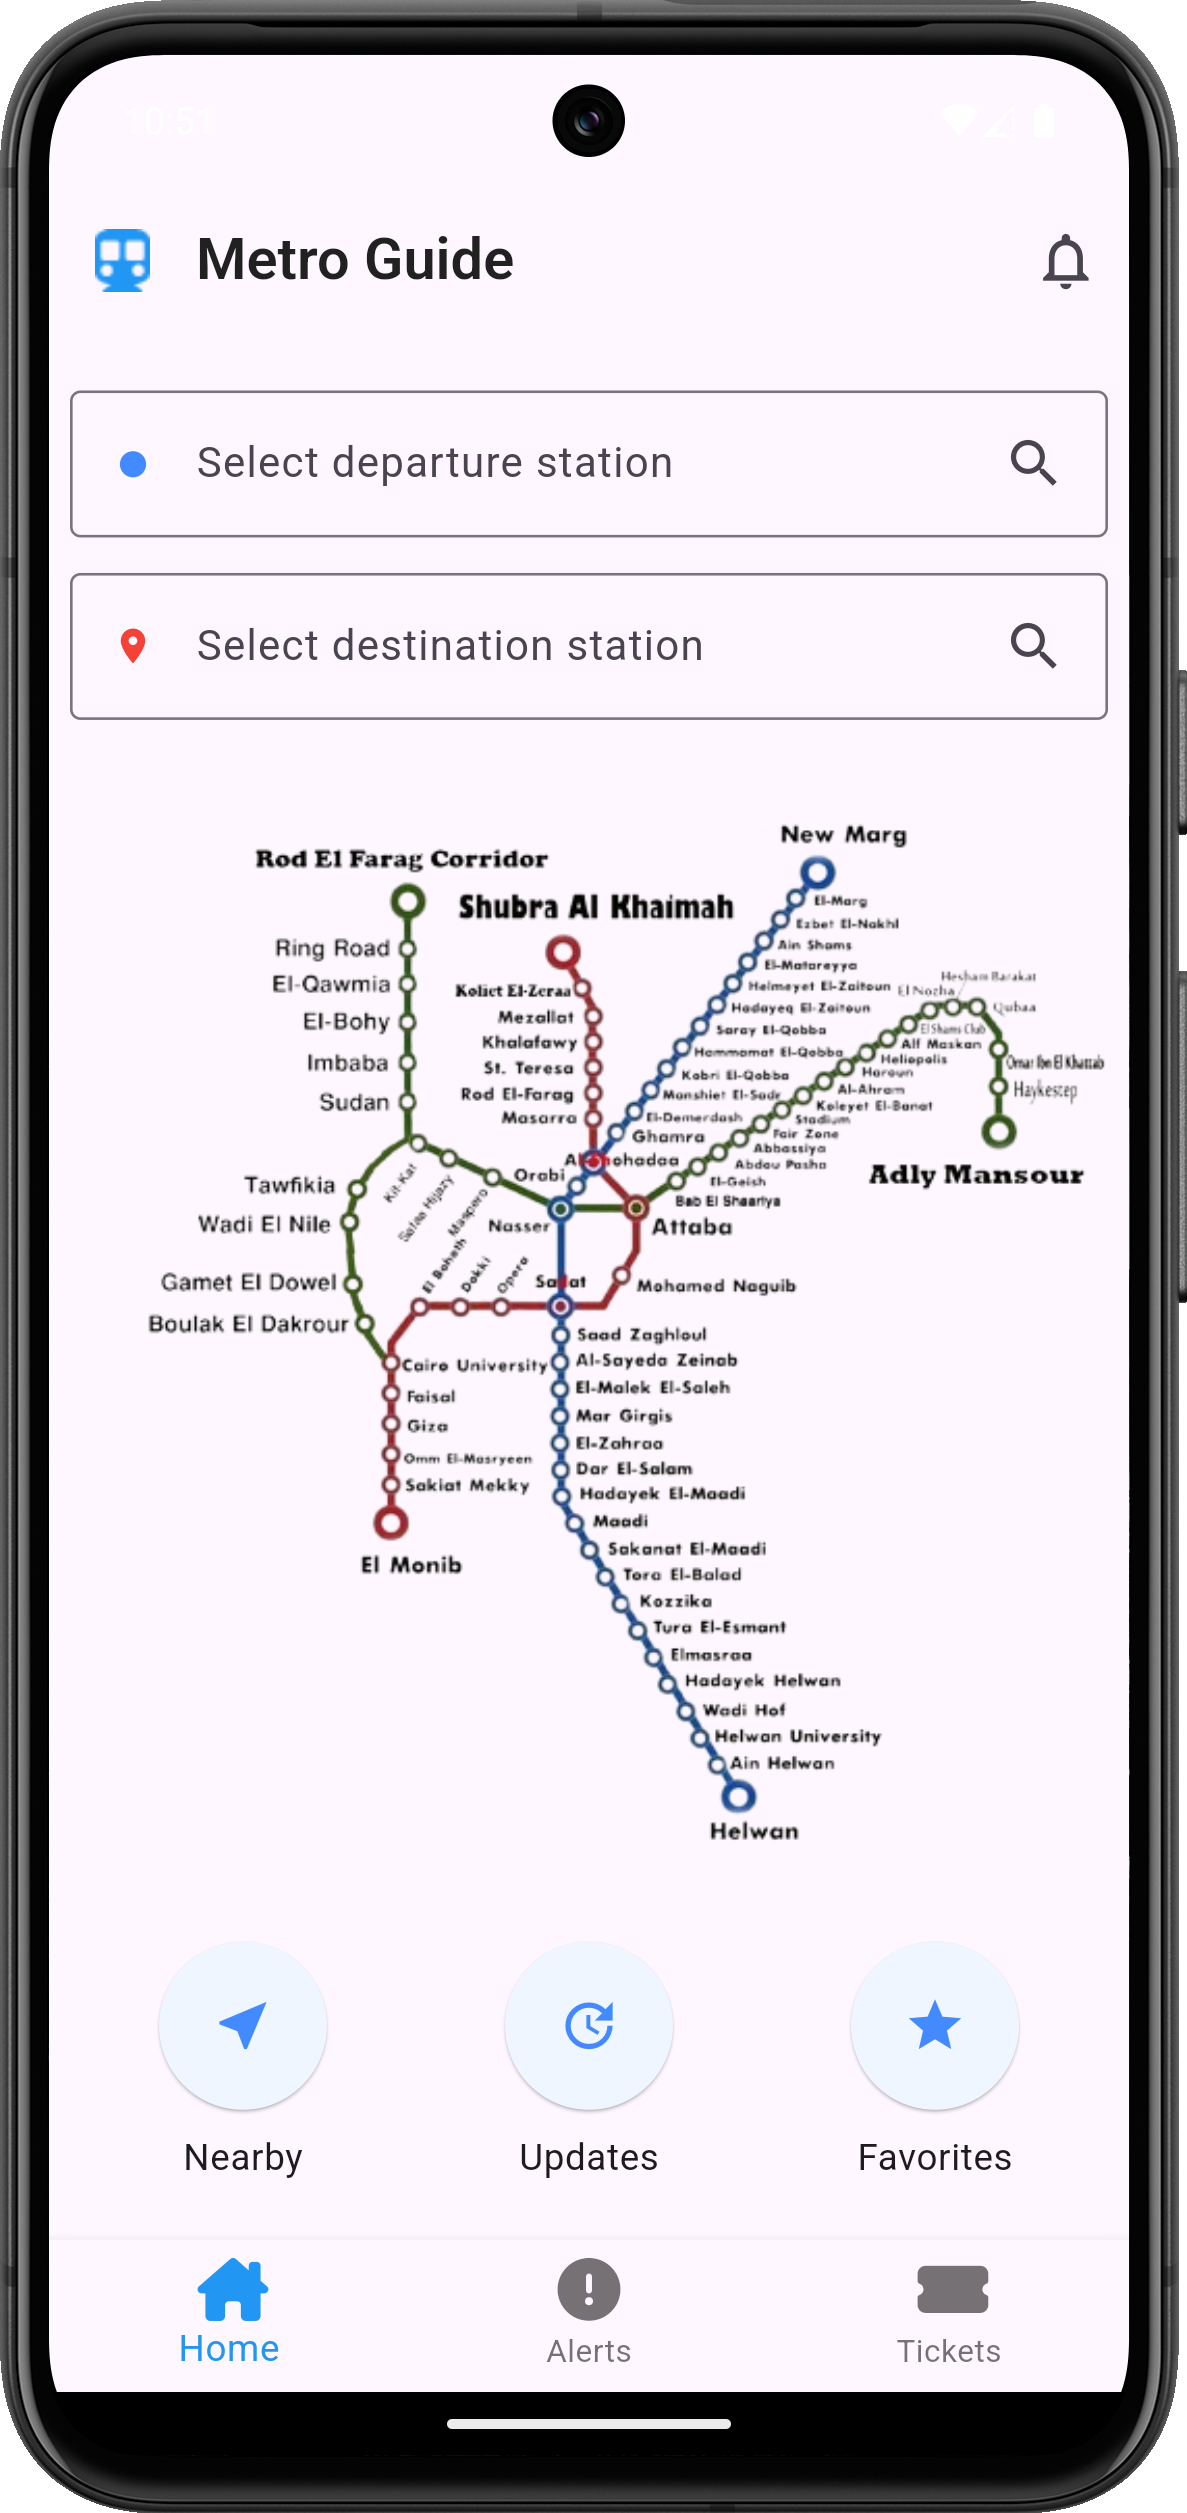 10:51
Metro Guide
Select departure station
Select destination station
New Marg
Rod El Farag Corridor
Shubra Al Khaimah
El-Marg
Ezbet El-Nakhl
Ain Shams
El-Matareyya
Helmeyet El-Zaitoun
Hadayeq El-Zaitoun
Saray El-Qobba
Hammamat El-Qobba
Kobri El-Qobba
Manshiet El-Sadr
El-Demerdash
Ghamra
Orabi
Nasser
Sadat
Ring Road
El-Qawmia
El-Bohy
Imbaba
Sudan
Kit-Kat
Safaa Hijazy
Maspero
Tawfikia
Wadi El Nile
Gamet El Dowel
Boulak El Dakrour
Koliet El-Zeraa
Mezallat
Khalafawy
St. Teresa
Rod El-Farag
Masarra
Attaba
Mohamed Naguib
Hesham Barakat
El Nozha
Qubaa
El Shams Club
Omar Ibn El Khattab
Alf Maskan
Haykestep
Heliopolis
Haroun
Al-Ahram
Koleyet El-Banat
Stadium
Fair Zone
Abbassiya
Abdou Pasha
El-Geish
Bab El Shaariya
Adly Mansour
El Bohoth
Dokki
Opera
Cairo University
Faisal
Giza
Omm El-Masryeen
Sakiat Mekky
El Monib
Saad Zaghloul
Al-Sayeda Zeinab
El-Malek El-Saleh
Mar Girgis
El-Zahraa
Dar El-Salam
Hadayek El-Maadi
Maadi
Sakanat El-Maadi
Tora El-Balad
Kozzika
Tura El-Esmant
Elmasraa
Hadayek Helwan
Wadi Hof
Helwan University
Ain Helwan
Helwan
Nearby
Updates
Favorites
Home
Alerts
Tickets